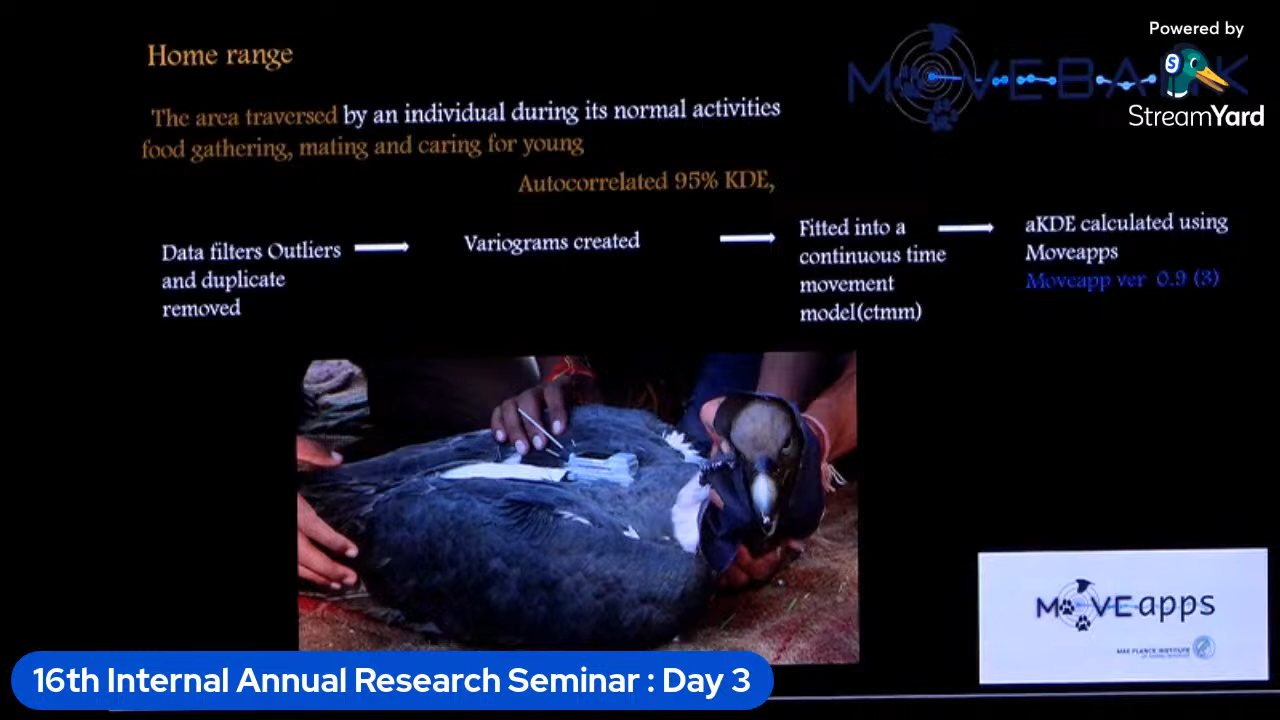 Powered by
StreamYard
MOVEBANK
Home range
The area traversed by an individual during its normal activities
food gathering, mating and caring for young
Autocorrelated 95% KDE,
Data filters Outliers
and duplicate
removed
Variograms created
Fitted into a
continuous time
movement
model(ctmm)
aKDE calculated using
Moveapps
Moveapp ver 0.9 (3)
MOVEapps
MAX PLANCK INSTITUTE
16th Internal Annual Research Seminar : Day 3